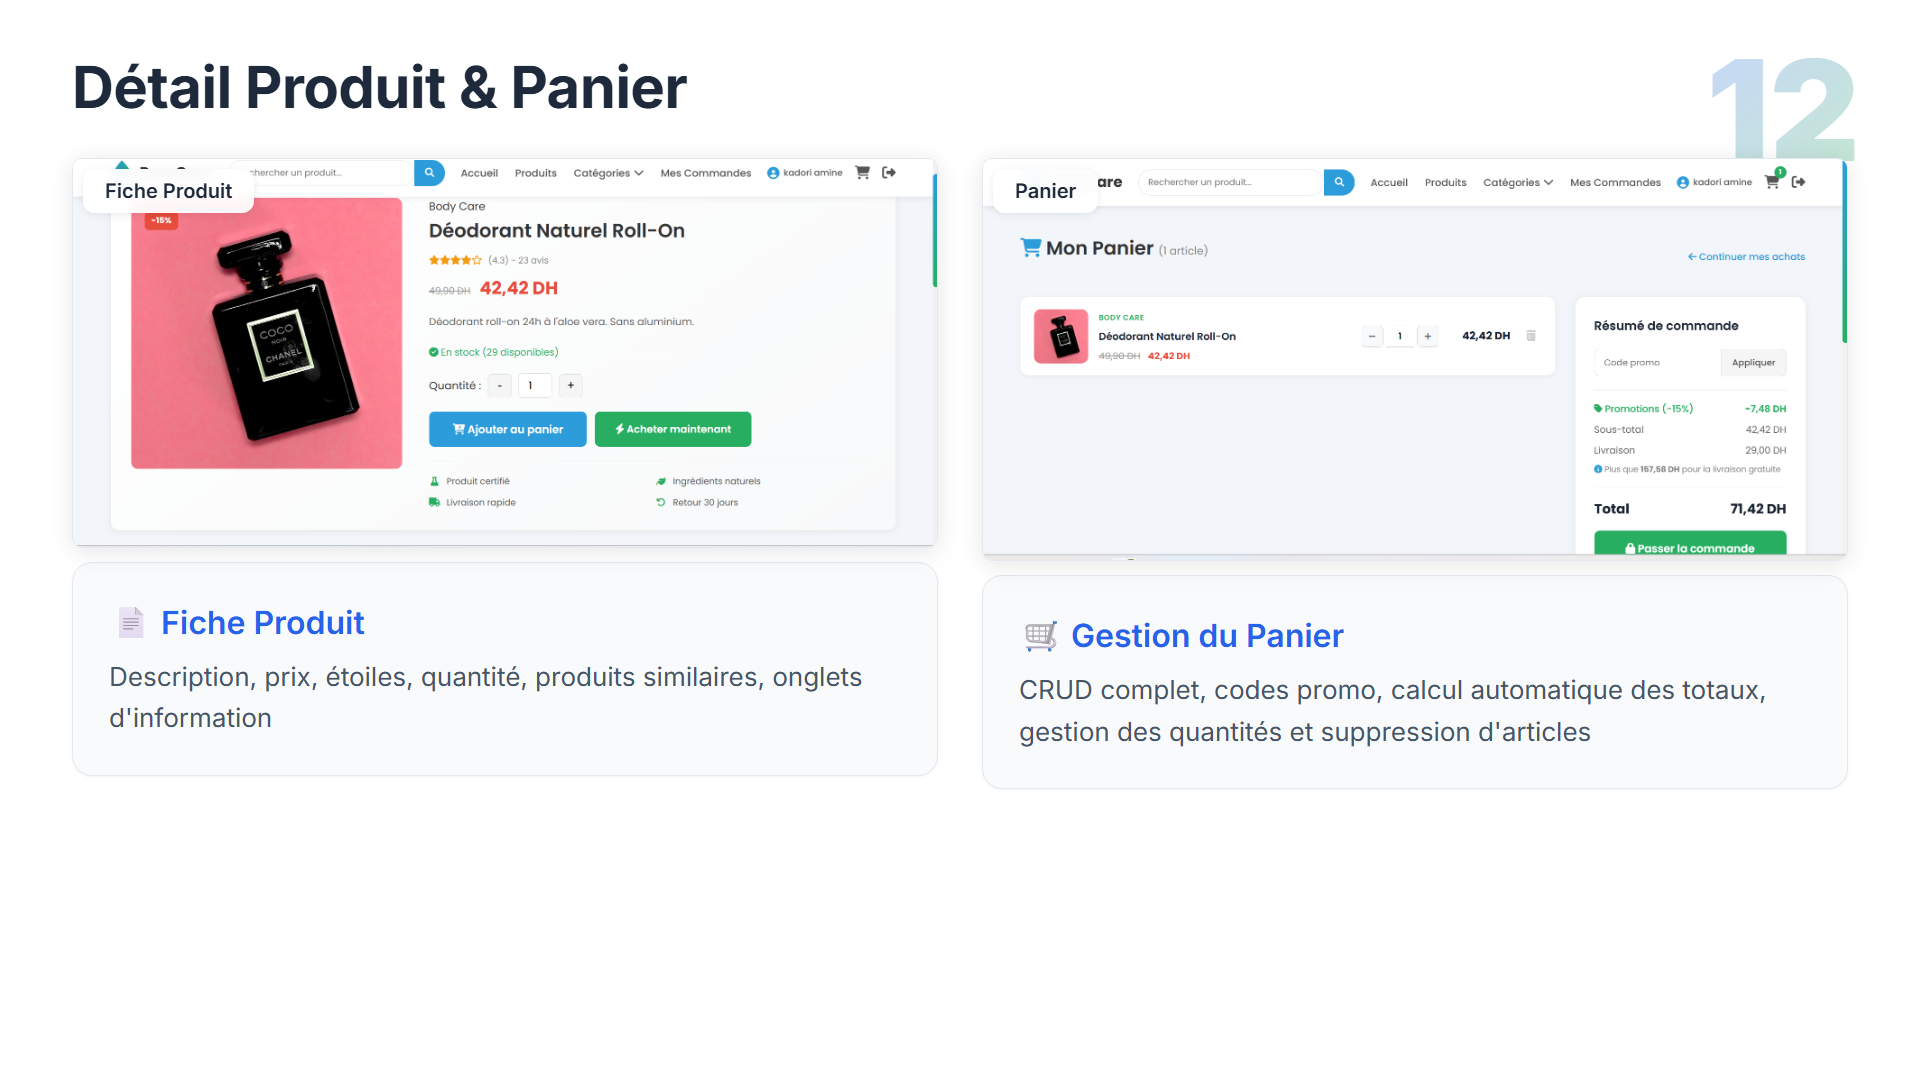 Détail Produit & Panier
12
Fiche Produit
chercher un produit...
Accueil
Produits
Catégories
Mes Commandes
kadori amine
-15%
COCO
NOIR
CHANEL
PARIS
Body Care
Déodorant Naturel Roll-On
(4.3) - 23 avis
49,90 DH 42,42 DH
Déodorant roll-on 24h à l'aloe vera. Sans aluminium.
En stock (29 disponibles)
Quantité : - 1 +
Ajouter au panier
Acheter maintenant
Produit certifié
Ingrédients naturels
Livraison rapide
Retour 30 jours
Fiche Produit
Description, prix, étoiles, quantité, produits similaires, onglets
d'information
Panier
are
Rechercher un produit...
Accueil
Produits
Catégories
Mes Commandes
kadori amine
1
Mon Panier (1 article)
← Continuer mes achats
BODY CARE
Déodorant Naturel Roll-On
49,90 DH 42,42 DH
− 1 +
42,42 DH
Résumé de commande
Code promo
Appliquer
Promotions (-15%) -7,48 DH
Sous-total 42,42 DH
Livraison 29,00 DH
Plus que 157,58 DH pour la livraison gratuite
Total 71,42 DH
Passer la commande
Gestion du Panier
CRUD complet, codes promo, calcul automatique des totaux,
gestion des quantités et suppression d'articles